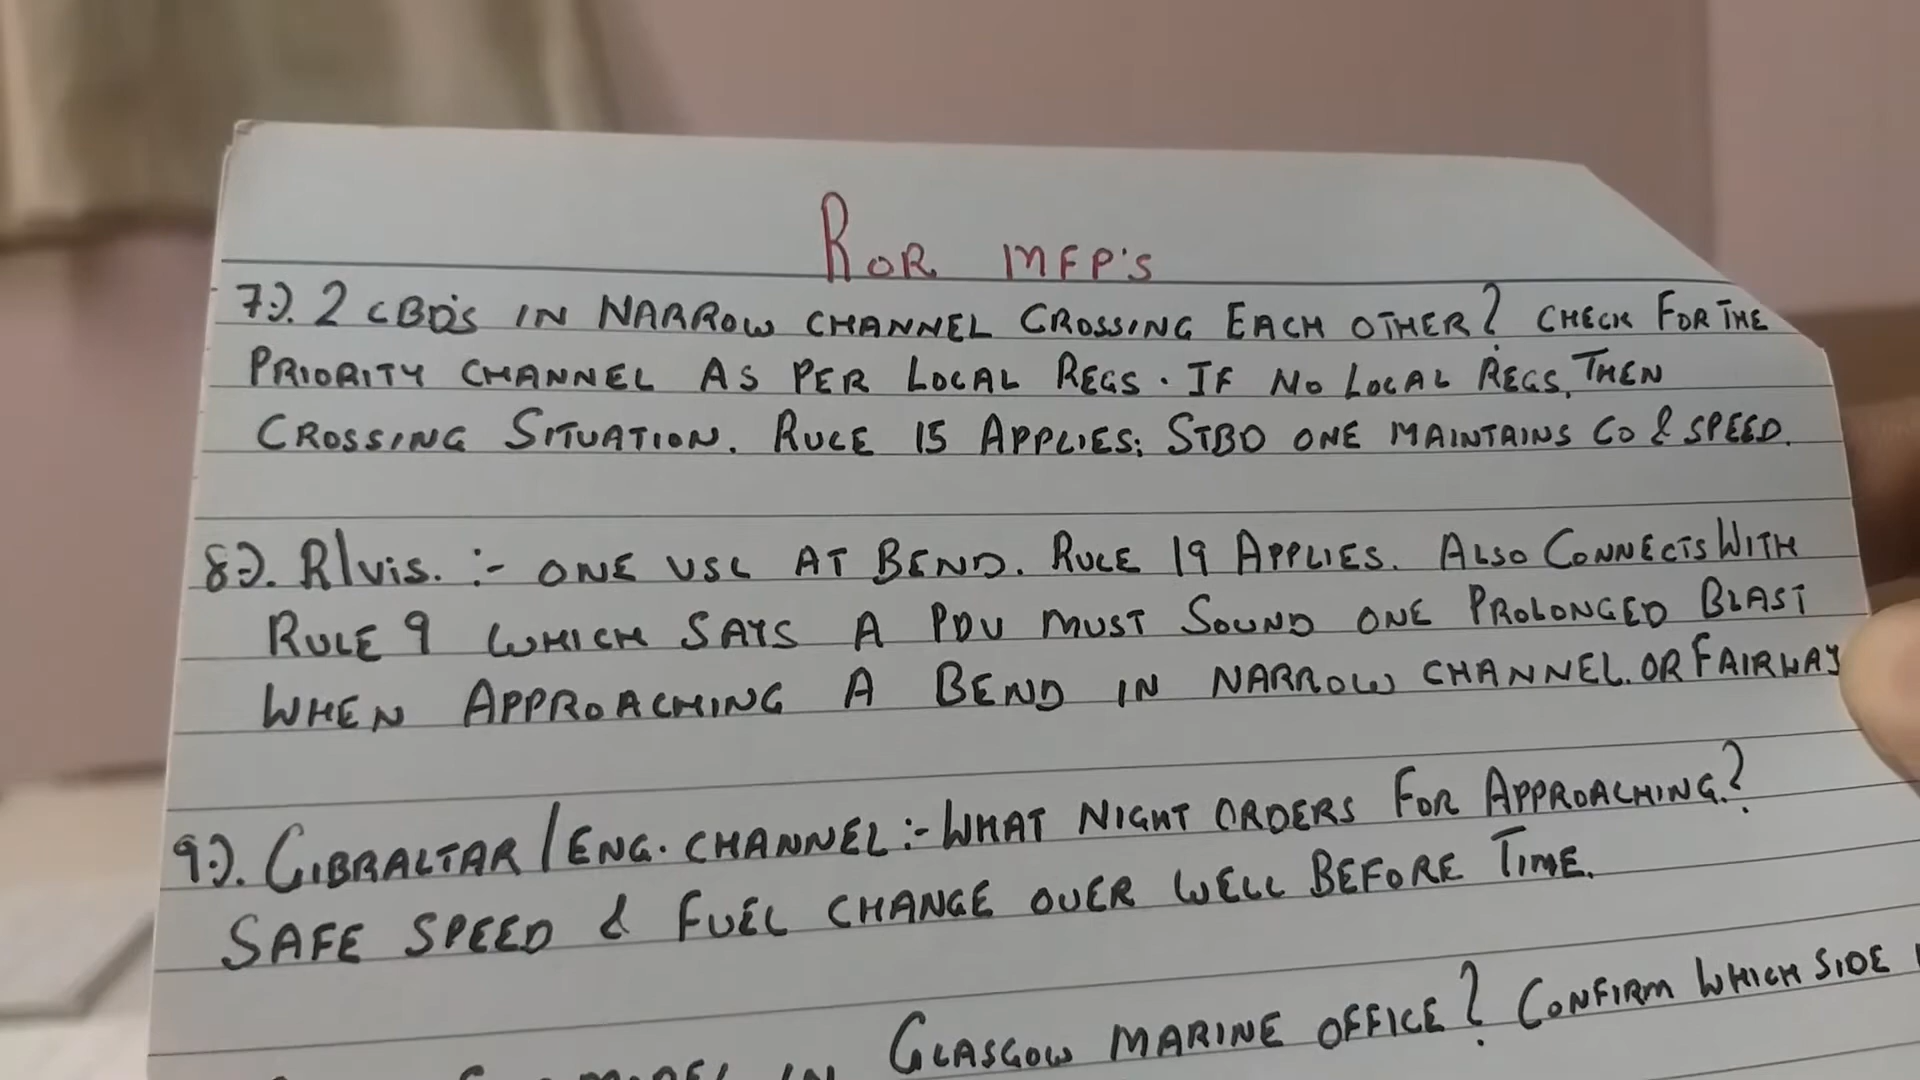 ROR MFP'S
7). 2 CBD'S IN NARROW CHANNEL CROSSING EACH OTHER? CHECK FOR THE
PRIORITY CHANNEL AS PER LOCAL REGS. IF NO LOCAL REGS, THEN
CROSSING SITUATION. RULE 15 APPLIES: STBD ONE MAINTAINS CO & SPEED.
8). R/VIS. :- ONE VSL AT BEND. RULE 19 APPLIES. ALSO CONNECTS WITH
RULE 9 WHICH SAYS A PDV MUST SOUND ONE PROLONGED BLAST
WHEN APPROACHING A BEND IN NARROW CHANNEL. OR FAIRWAY
9). GIBRALTAR / ENG. CHANNEL :- WHAT NIGHT ORDERS FOR APPROACHING?
SAFE SPEED & FUEL CHANGE OVER WELL BEFORE TIME.
IN GLASGOW MARINE OFFICE? CONFIRM WHICH SIDE